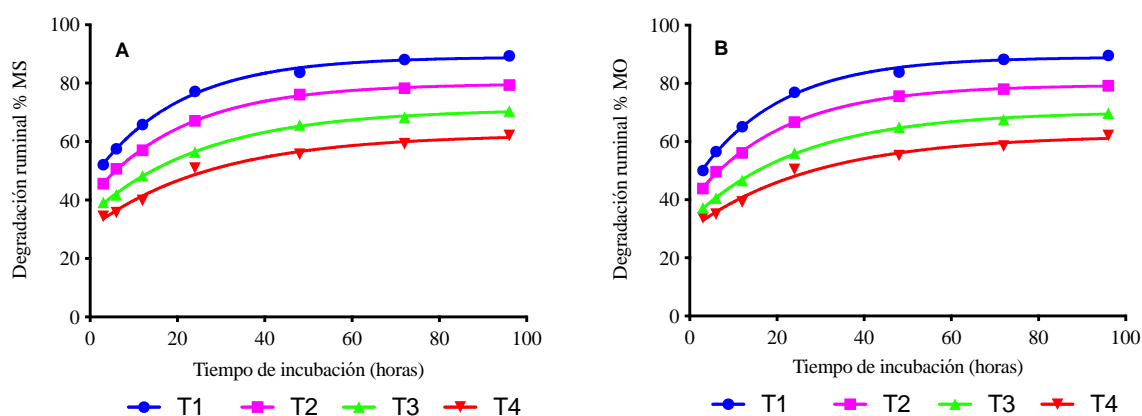 A
Degradación ruminal % MS
100
80
60
40
20
0
0 20 40 60 80 100
Tiempo de incubación (horas)
T1 T2 T3 T4
B
Degradación ruminal % MO
100
80
60
40
20
0
0 20 40 60 80 100
Tiempo de incubación (horas)
T1 T2 T3 T4